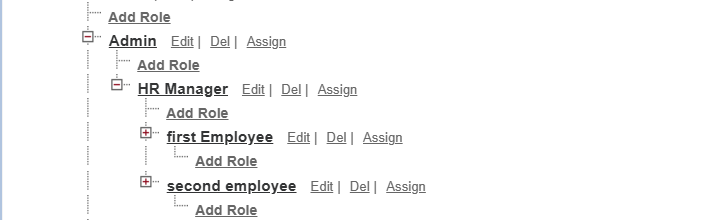 Add Role
Admin Edit | Del | Assign
Add Role
HR Manager Edit | Del | Assign
Add Role
first Employee Edit | Del | Assign
Add Role
second employee Edit | Del | Assign
Add Role